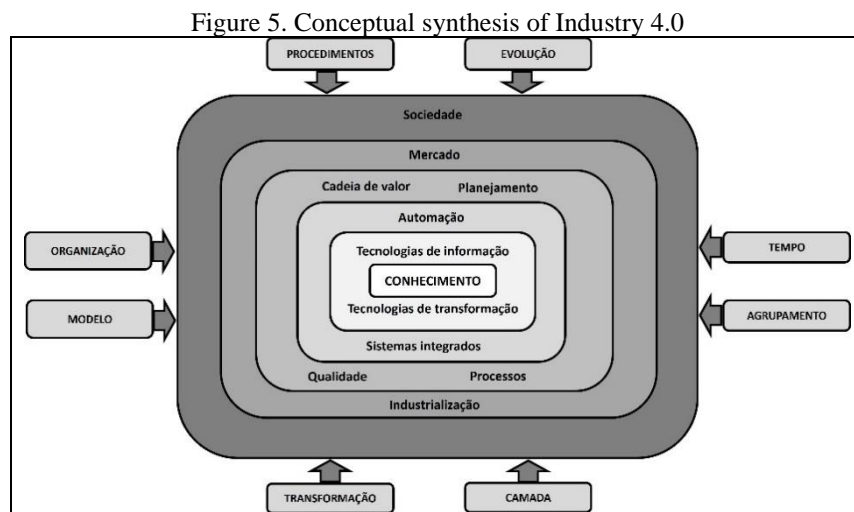 Figure 5. Conceptual synthesis of Industry 4.0
PROCEDIMENTOS
EVOLUÇÃO
Sociedade
Mercado
Cadeia de valor
Planejamento
Automação
ORGANIZAÇÃO
Tecnologias de informação
TEMPO
CONHECIMENTO
MODELO
Tecnologias de transformação
AGRUPAMENTO
Sistemas integrados
Qualidade
Processos
Industrialização
TRANSFORMAÇÃO
CAMADA